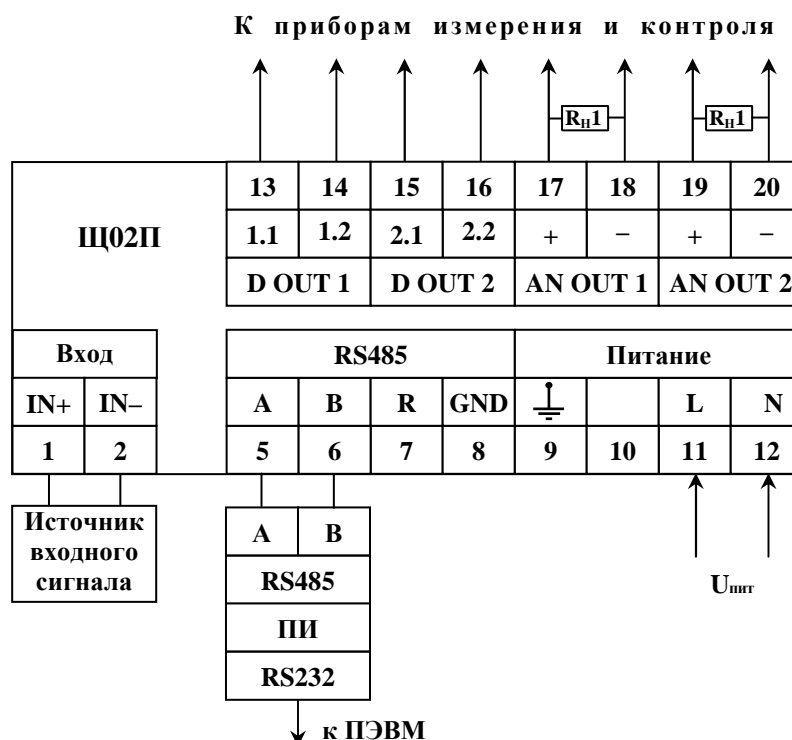 К приборам измерения и контроля
Rн1 Rн1
13 14 15 16 17 18 19 20
Щ02П
1.1 1.2 2.1 2.2 + − + −
D OUT 1 D OUT 2 AN OUT 1 AN OUT 2
Вход RS485 Питание
IN+ IN− A B R GND L N
1 2 5 6 7 8 9 10 11 12
Источник
входного
сигнала
A B
RS485
Uпит
ПИ
RS232
к ПЭВМ